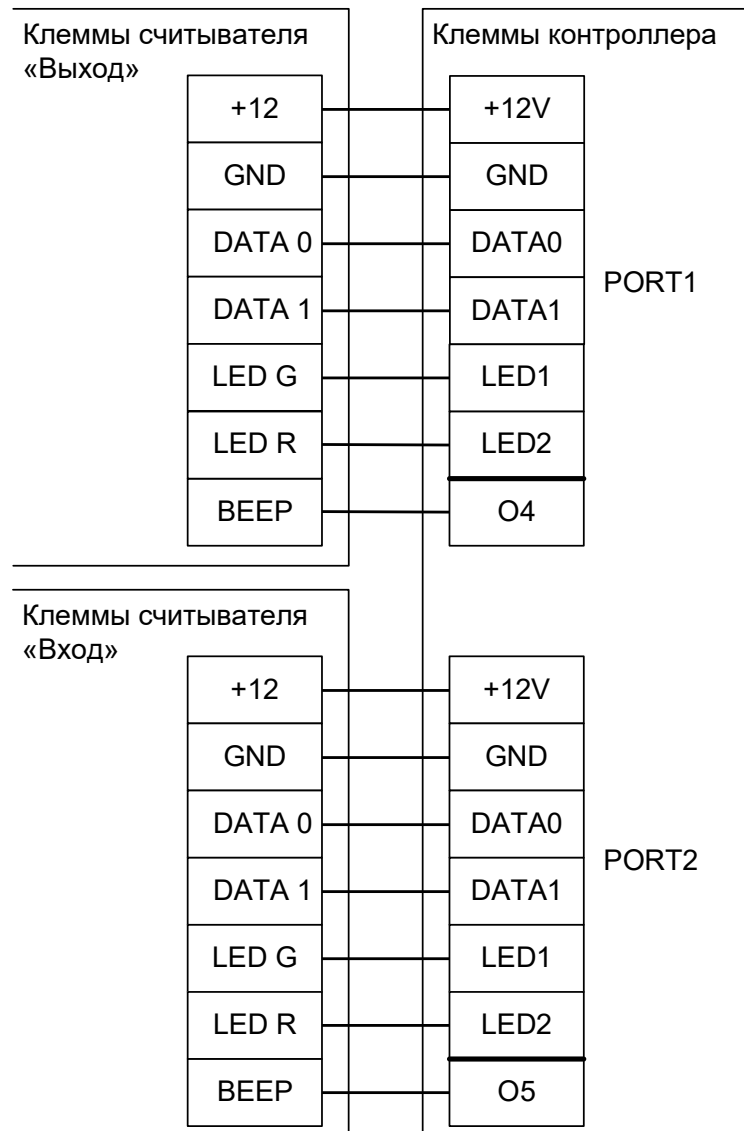 Клеммы считывателя
«Выход»
Клеммы контроллера
+12
+12V
GND
GND
DATA 0
DATA0
DATA 1
DATA1
PORT1
LED G
LED1
LED R
LED2
BEEP
O4
Клеммы считывателя
«Вход»
+12
+12V
GND
GND
DATA 0
DATA0
DATA 1
DATA1
PORT2
LED G
LED1
LED R
LED2
BEEP
O5